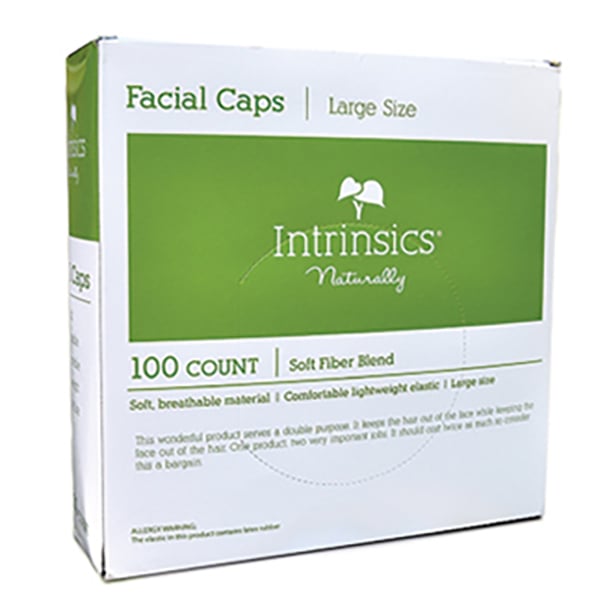 Facial Caps | Large Size
Intrinsics®
Naturally
100 COUNT | Soft Fiber Blend
Soft, breathable material | Comfortable lightweight elastic | Large size
This wonderful product serves a double purpose. It keeps the hair out of the face while keeping the
face out of the hair. One product, two very important jobs. It should cost twice as much so consider
this a bargain.
ALLERGY WARNING:
The elastic in this product contains latex rubber
Caps